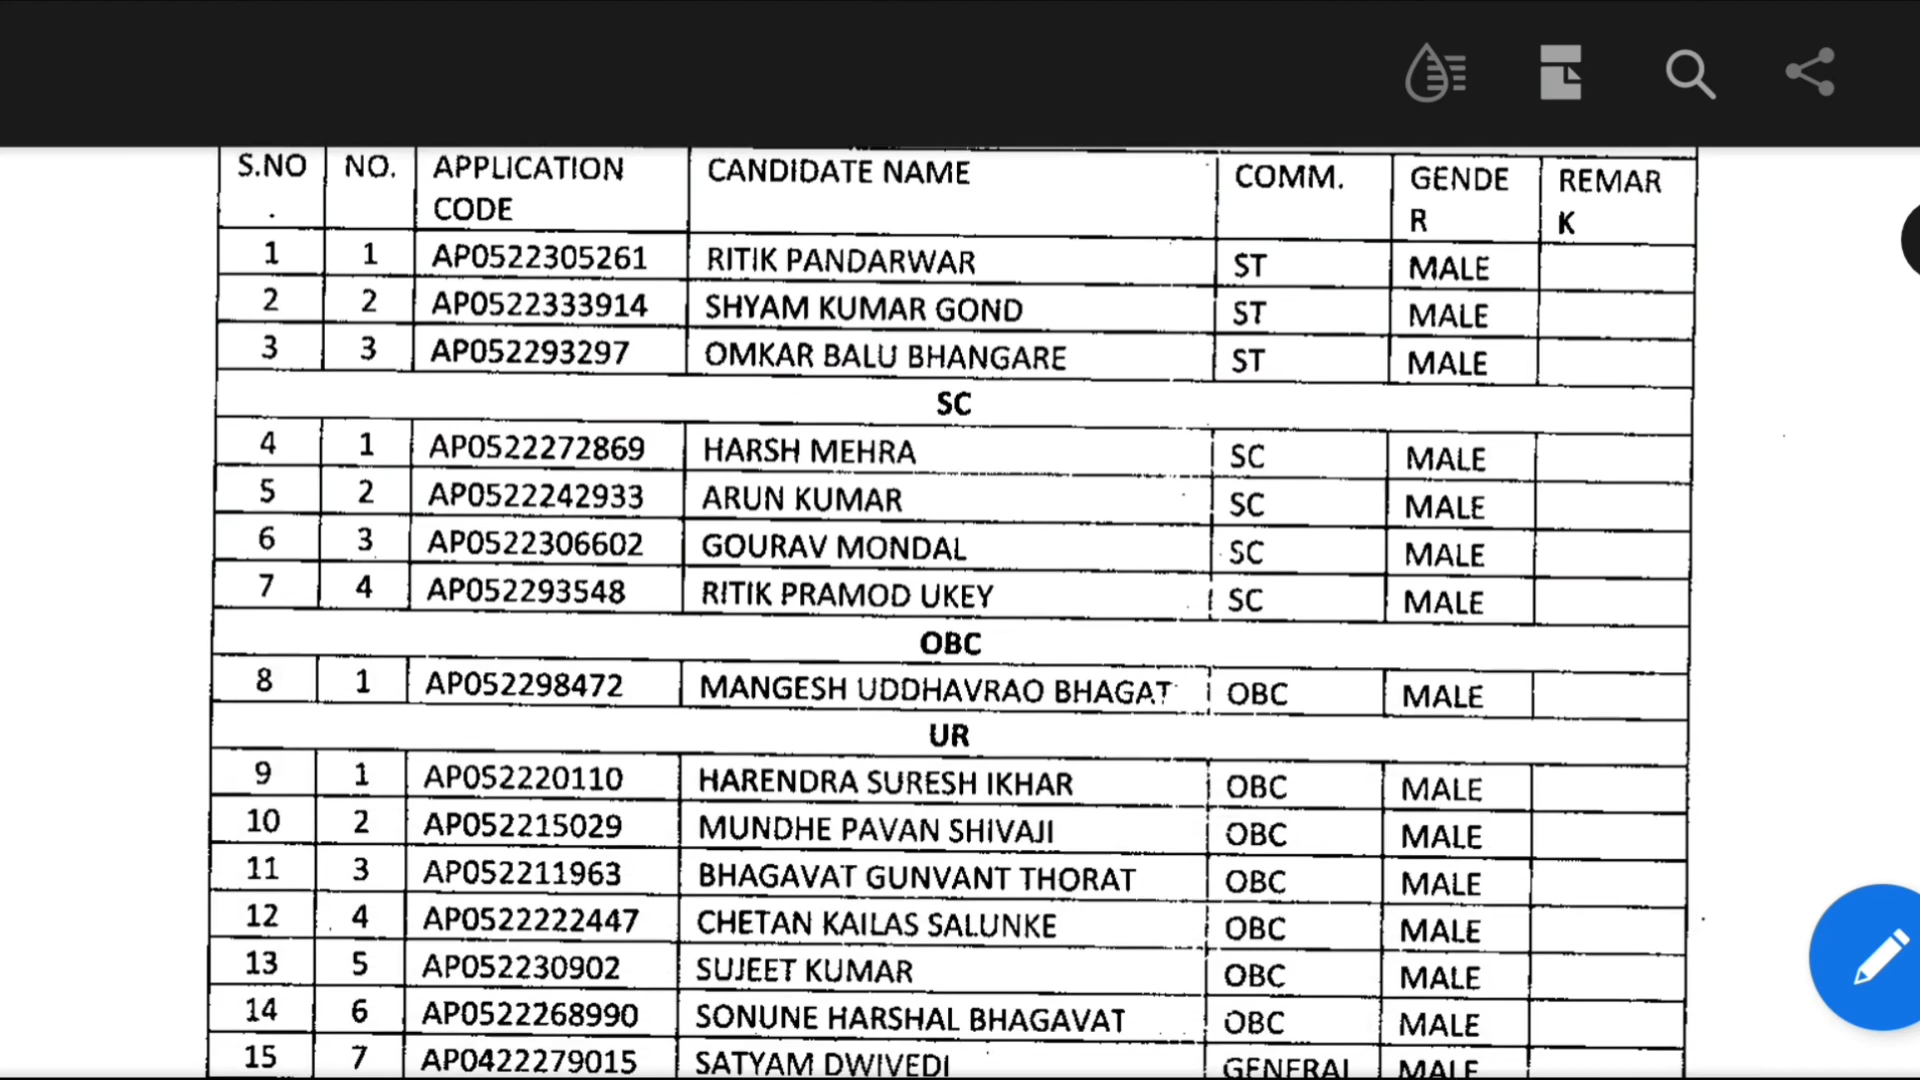 S.NO. NO. APPLICATION CODE CANDIDATE NAME COMM. GENDER REMARK
1 1 AP0522305261 RITIK PANDARWAR ST MALE
2 2 AP0522333914 SHYAM KUMAR GOND ST MALE
3 3 AP052293297 OMKAR BALU BHANGARE ST MALE
SC
4 1 AP0522272869 HARSH MEHRA SC MALE
5 2 AP0522242933 ARUN KUMAR SC MALE
6 3 AP0522306602 GOURAV MONDAL SC MALE
7 4 AP052293548 RITIK PRAMOD UKEY SC MALE
OBC
8 1 AP052298472 MANGESH UDDHAVRAO BHAGAT OBC MALE
UR
9 1 AP052220110 HARENDRA SURESH IKHAR OBC MALE
10 2 AP052215029 MUNDHE PAVAN SHIVAJI OBC MALE
11 3 AP052211963 BHAGAVAT GUNVANT THORAT OBC MALE
12 4 AP0522222447 CHETAN KAILAS SALUNKE OBC MALE
13 5 AP052230902 SUJEET KUMAR OBC MALE
14 6 AP0522268990 SONUNE HARSHAL BHAGAVAT OBC MALE
15 7 AP0422279015 SATYAM DWIVEDI GENERAL MALE